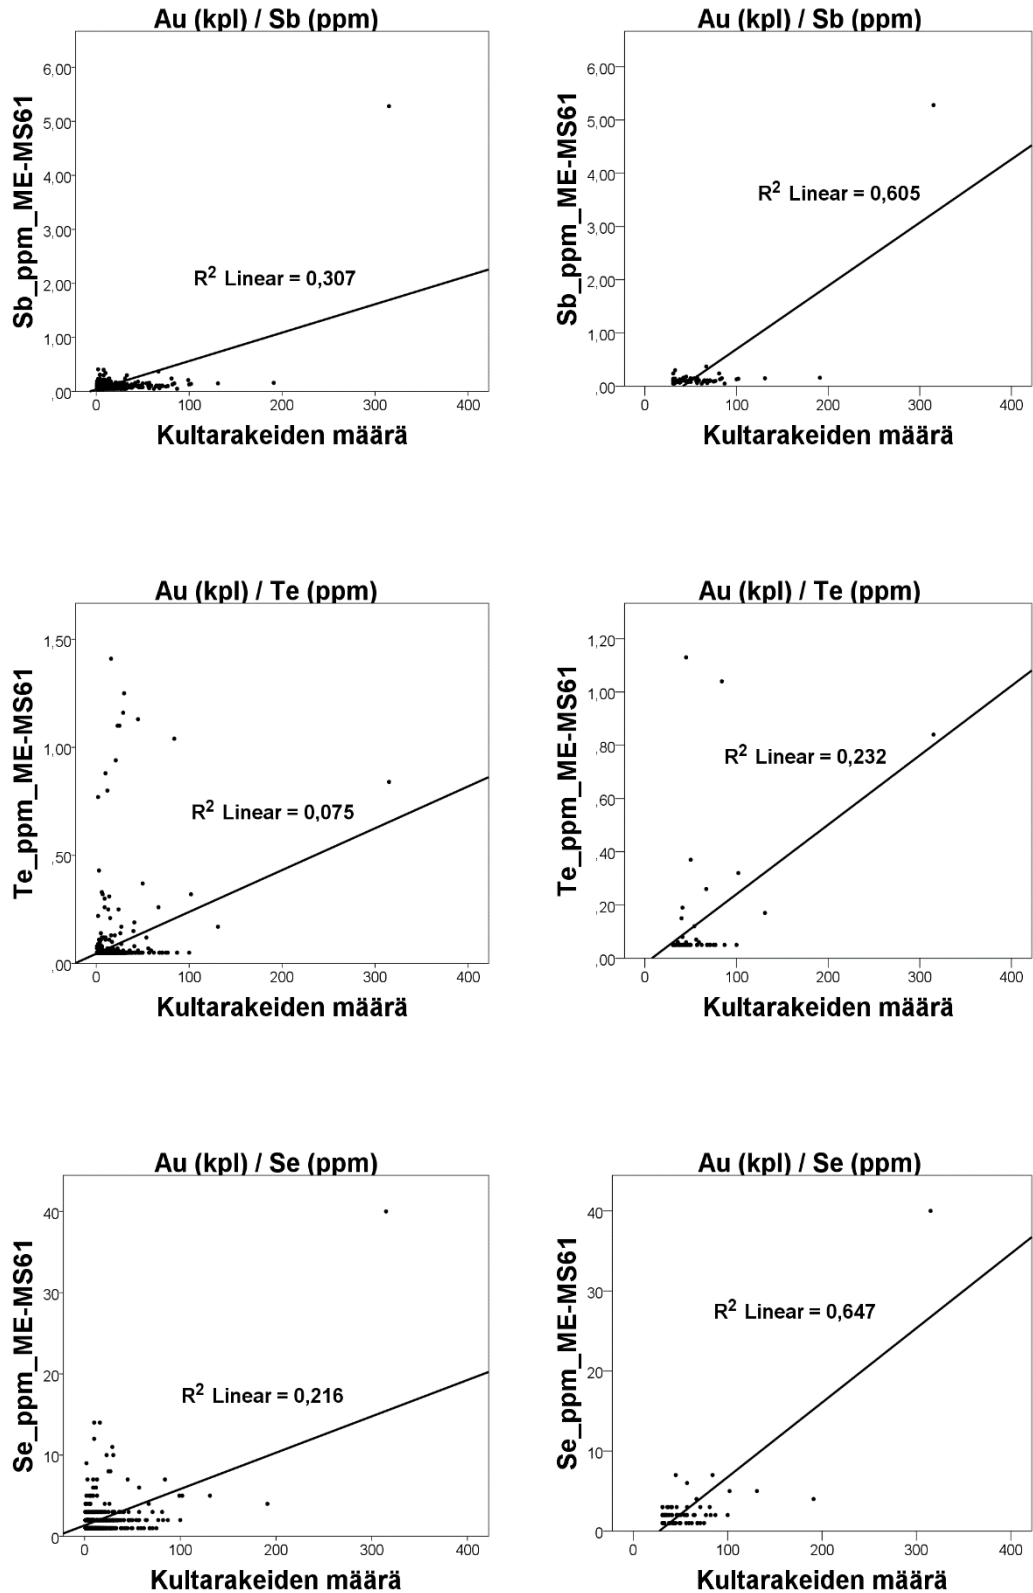 Au (kpl) / Sb (ppm)
Sb_ppm_ME-MS61
6,00
5,00
4,00
3,00
2,00
1,00
,00
R2 Linear = 0,307
0
100
200
300
400
Kultarakeiden määrä
Au (kpl) / Sb (ppm)
Sb_ppm_ME-MS61
6,00
5,00
4,00
3,00
2,00
1,00
,00
R2 Linear = 0,605
0
100
200
300
400
Kultarakeiden määrä
Au (kpl) / Te (ppm)
Te_ppm_ME-MS61
1,50
1,00
,50
,00
R2 Linear = 0,075
0
100
200
300
400
Kultarakeiden määrä
Au (kpl) / Te (ppm)
Te_ppm_ME-MS61
1,20
1,00
,80
,60
,40
,20
,00
R2 Linear = 0,232
0
100
200
300
400
Kultarakeiden määrä
Au (kpl) / Se (ppm)
Se_ppm_ME-MS61
40
30
20
10
0
R2 Linear = 0,216
0
100
200
300
400
Kultarakeiden määrä
Au (kpl) / Se (ppm)
Se_ppm_ME-MS61
40
30
20
10
0
R2 Linear = 0,647
0
100
200
300
400
Kultarakeiden määrä